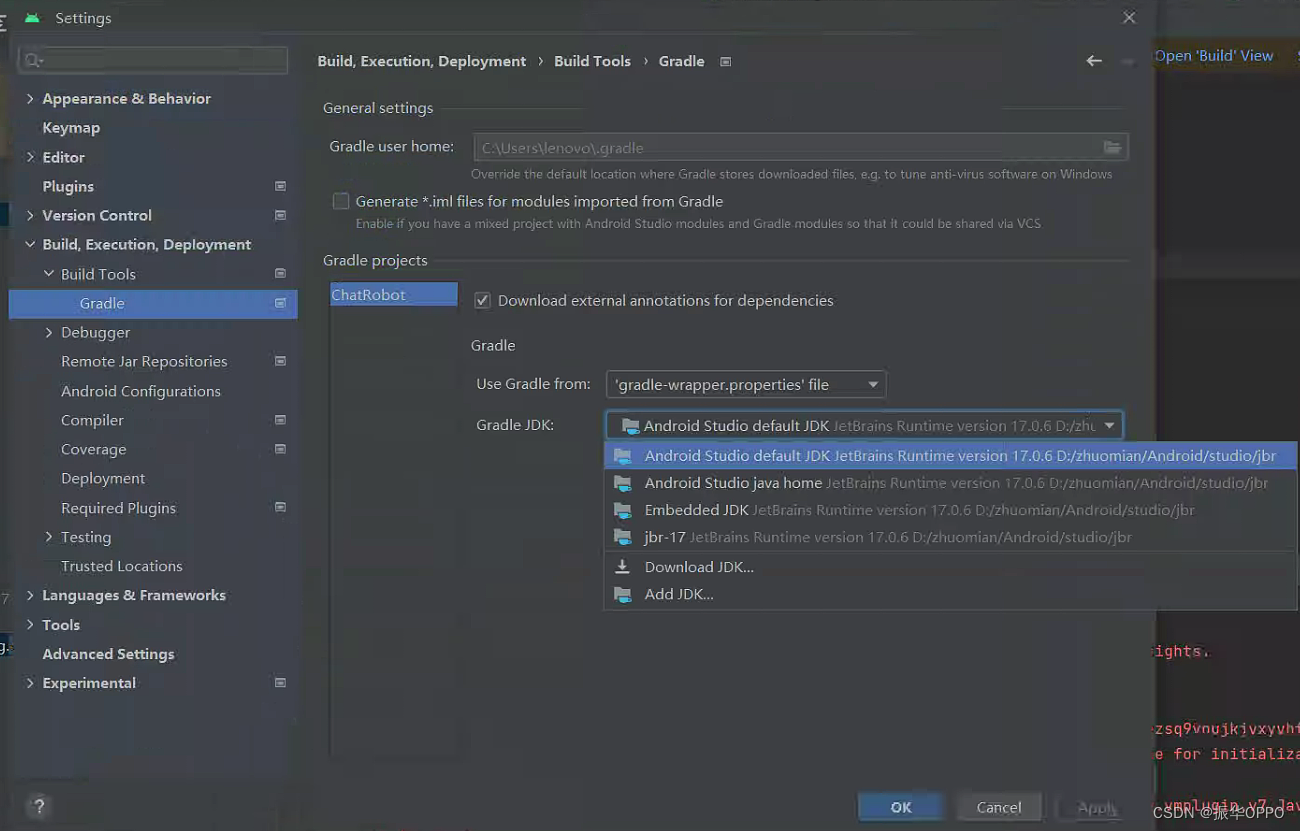 Settings
Open 'Build' View
Build, Execution, Deployment › Build Tools › Gradle
Appearance & Behavior
Keymap
Editor
Plugins
Version Control
Build, Execution, Deployment
Build Tools
Gradle
Debugger
Remote Jar Repositories
Android Configurations
Compiler
Coverage
Deployment
Required Plugins
Testing
Trusted Locations
Languages & Frameworks
Tools
Advanced Settings
Experimental
General settings
Gradle user home: C:\Users\lenovo\.gradle
Override the default location where Gradle stores downloaded files, e.g. to tune anti-virus software on Windows
Generate *.iml files for modules imported from Gradle
Enable if you have a mixed project with Android Studio modules and Gradle modules so that it could be shared via VCS
Gradle projects
ChatRobot
Download external annotations for dependencies
Gradle
Use Gradle from: 'gradle-wrapper.properties' file
Gradle JDK: Android Studio default JDK JetBrains Runtime version 17.0.6 D:/zhu
Android Studio default JDK JetBrains Runtime version 17.0.6 D:/zhuomian/Android/studio/jbr
Android Studio java home JetBrains Runtime version 17.0.6 D:/zhuomian/Android/studio/jbr
Embedded JDK JetBrains Runtime version 17.0.6 D:/zhuomian/Android/studio/jbr
jbr-17 JetBrains Runtime version 17.0.6 D:/zhuomian/Android/studio/jbr
Download JDK...
Add JDK...
7
g.
ights.
e for initializa
?
OK
Cancel
Apply
CSDN @振华OPPO